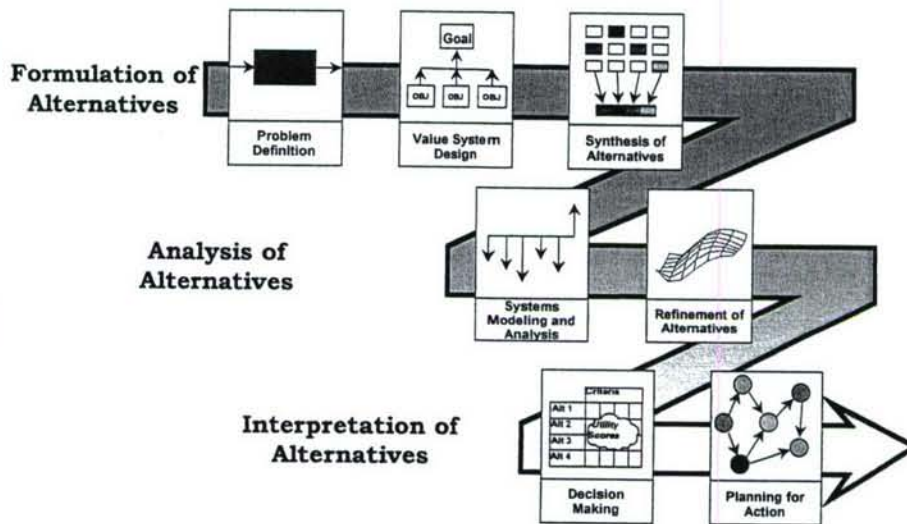 Formulation of
Alternatives
Problem
Definition
Goal
OBJ
OBJ
OBJ
Value System
Design
Synthesis of
Alternatives
Analysis of
Alternatives
Systems
Modeling and
Analysis
Refinement of
Alternatives
Interpretation of
Alternatives
Criteria
Alt 1
Alt 2
Alt 3
Alt 4
Utility
Scores
Decision
Making
Planning for
Action